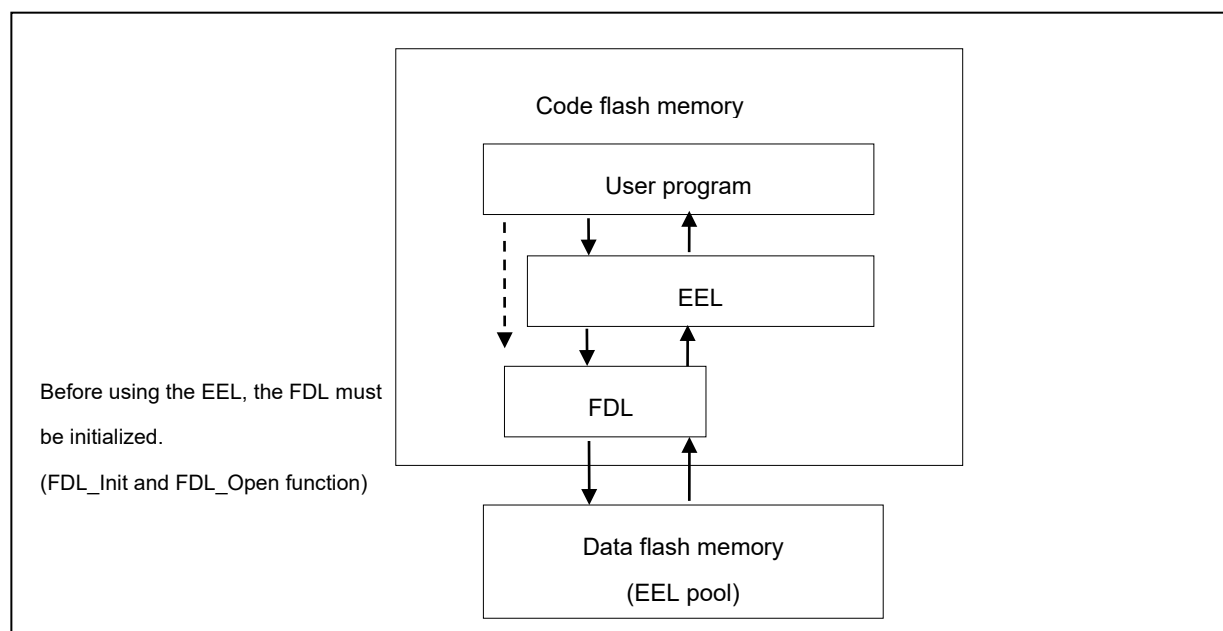 Code flash memory
User program
EEL
FDL
Before using the EEL, the FDL must
be initialized.
(FDL_Init and FDL_Open function)
Data flash memory
(EEL pool)